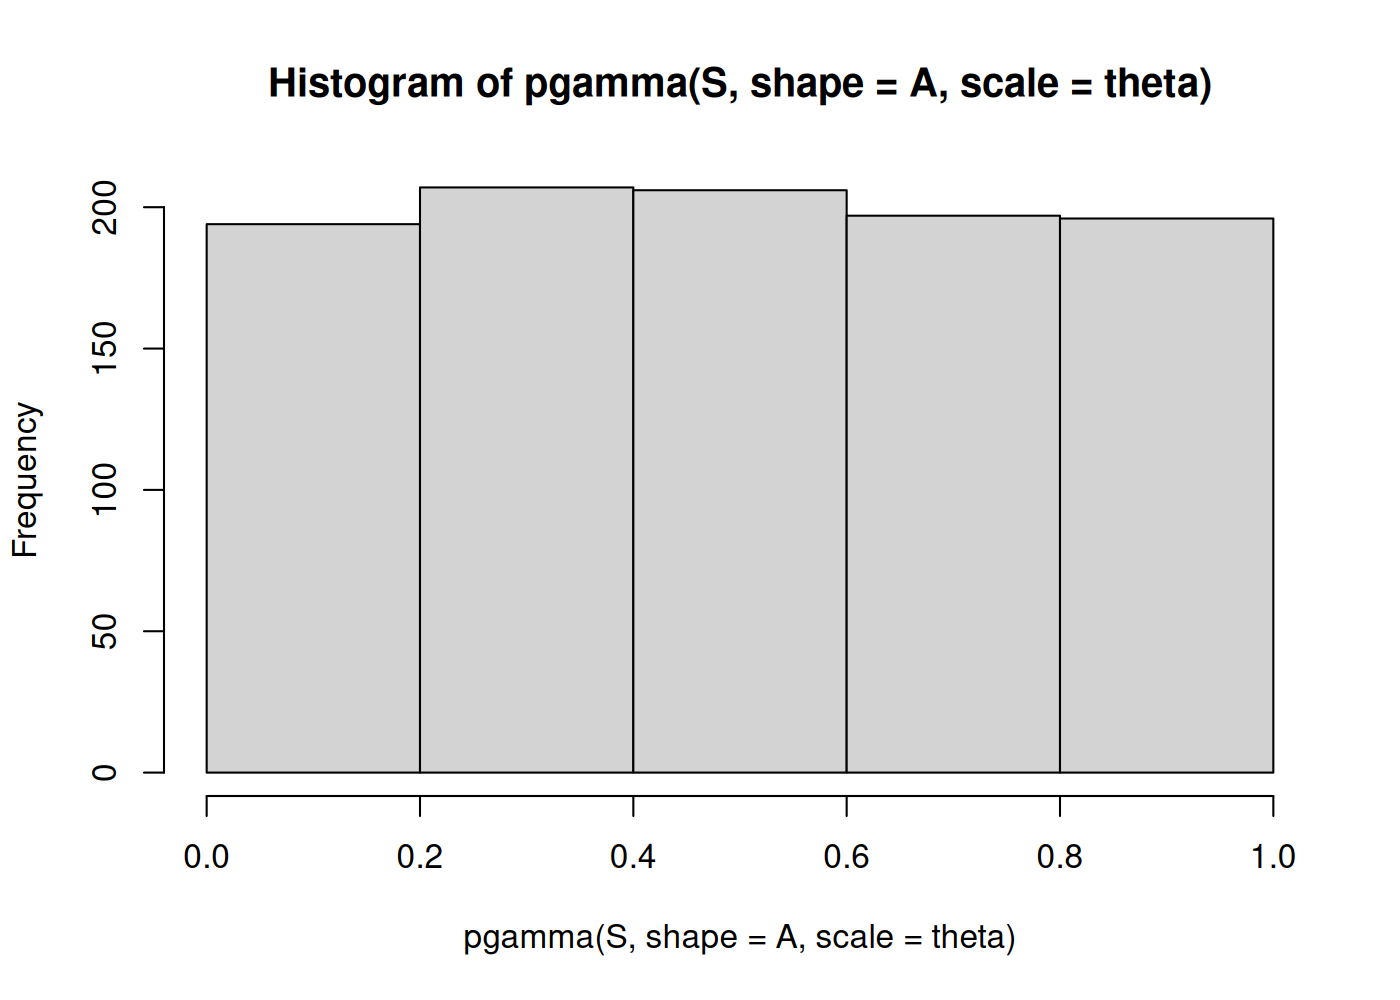 Histogram of pgamma(S, shape = A, scale = theta)
Frequency
200
150
100
50
0
0.0 0.2 0.4 0.6 0.8 1.0
pgamma(S, shape = A, scale = theta)